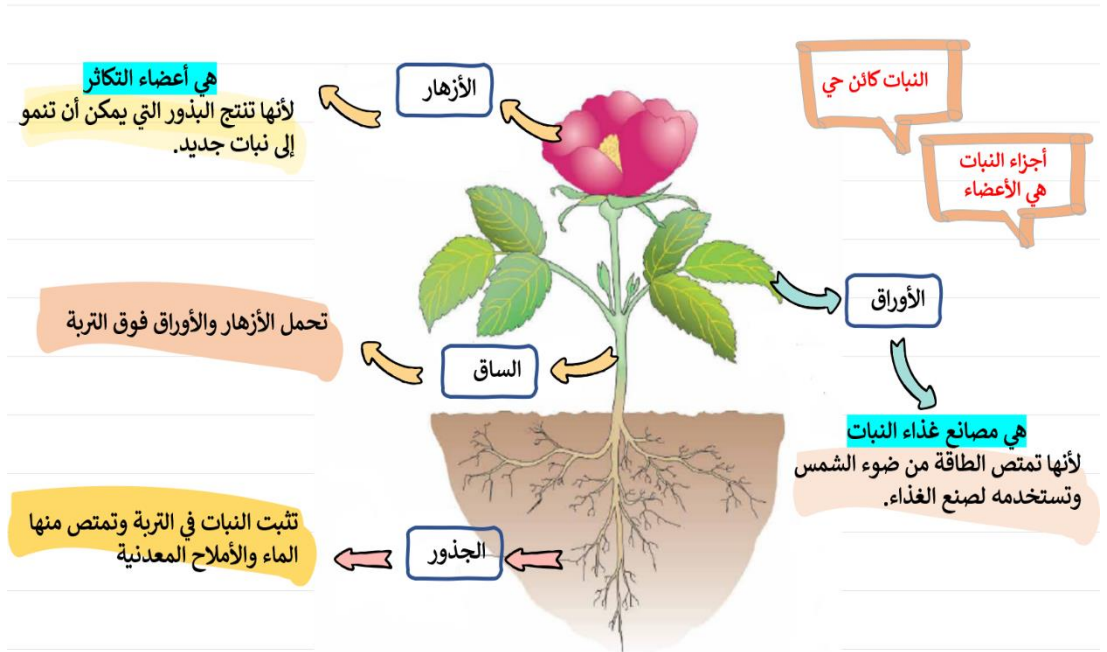 النبات كائن حي
أجزاء النبات
هي الأعضاء
الأزهار
هي أعضاء التكاثر
لأنها تنتج البذور التي يمكن أن تنمو
إلى نبات جديد.
الأوراق
هي مصانع غذاء النبات
لأنها تمتص الطاقة من ضوء الشمس
وتستخدمه لصنع الغذاء.
الساق
تحمل الأزهار والأوراق فوق التربة
الجذور
تثبت النبات في التربة وتمتص منها
الماء والأملاح المعدنية